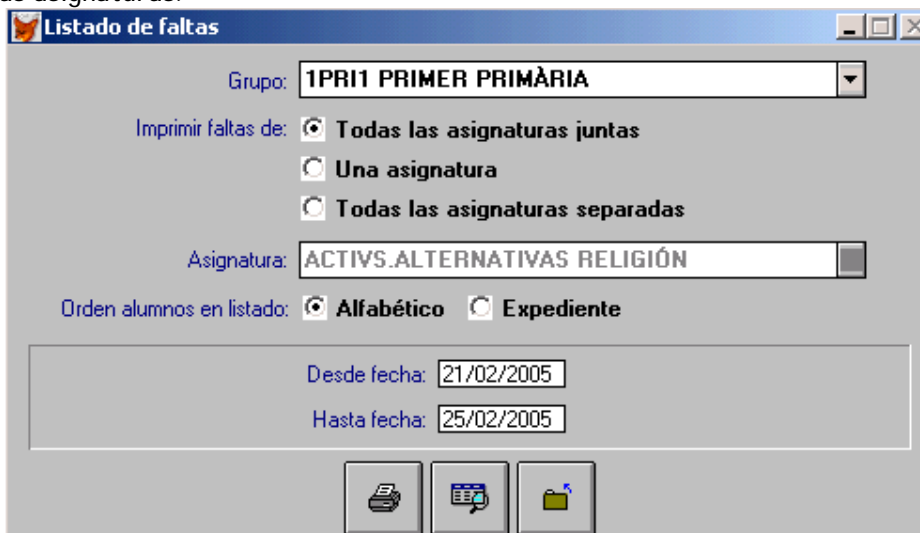 asignaturas.
Listado de faltas
Grupo: 1PRI1 PRIMER PRIMÀRIA
Imprimir faltas de: Todas las asignaturas juntas
Una asignatura
Todas las asignaturas separadas
Asignatura: ACTIVS.ALTERNATIVAS RELIGIÓN
Orden alumnos en listado: Alfabético Expediente
Desde fecha: 21/02/2005
Hasta fecha: 25/02/2005